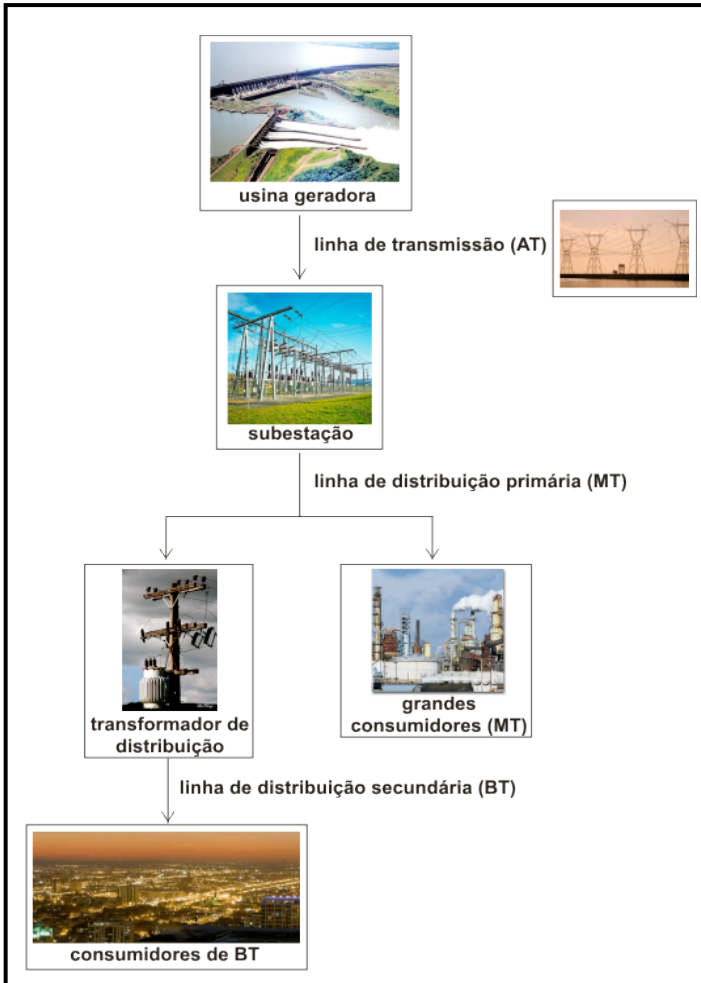 usina geradora
linha de transmissão (AT)
subestação
linha de distribuição primária (MT)
transformador de
distribuição
grandes
consumidores (MT)
linha de distribuição secundária (BT)
consumidores de BT